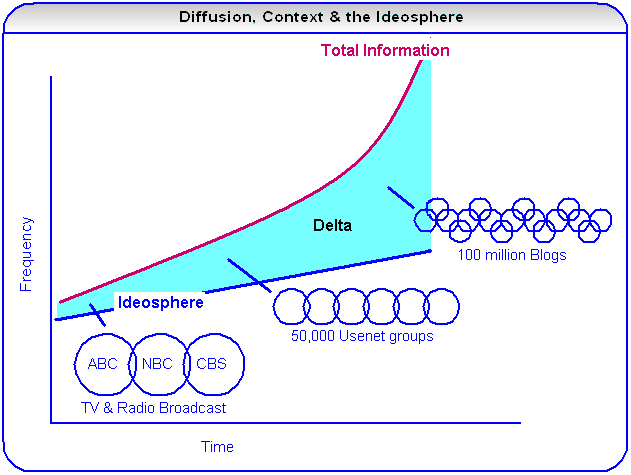 Diffusion, Context & the Ideosphere
Total Information
Frequency
Delta
100 million Blogs
Ideosphere
50,000 Usenet groups
ABC NBC CBS
TV & Radio Broadcast
Time